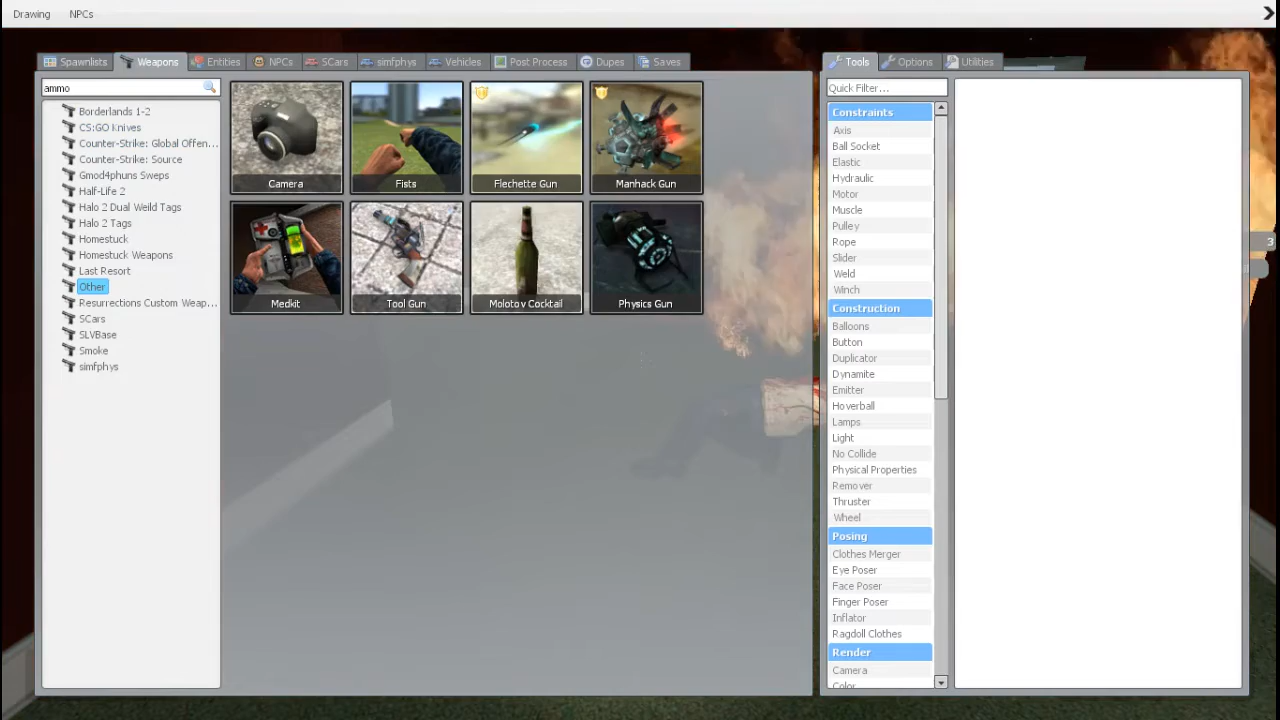 Drawing NPCs
Spawnlists Weapons Entities NPCs SCars simfphys Vehicles Post Process Dupes Saves
ammo
Borderlands 1-2
CS:GO Knives
Counter-Strike: Global Offen...
Counter-Strike: Source
Gmod4phuns Sweps
Half-Life 2
Halo 2 Dual Weild Tags
Halo 2 Tags
Homestuck
Homestuck Weapons
Last Resort
Other
Resurrections Custom Weap...
SCars
SLVBase
Smoke
simfphys
Camera Fists Flechette Gun Manhack Gun
Medkit Tool Gun Molotov Cocktail Physics Gun
Tools Options Utilities
Quick Filter...
Constraints
Axis
Ball Socket
Elastic
Hydraulic
Motor
Muscle
Pulley
Rope
Slider
Weld
Winch
Construction
Balloons
Button
Duplicator
Dynamite
Emitter
Hoverball
Lamps
Light
No Collide
Physical Properties
Remover
Thruster
Wheel
Posing
Clothes Merger
Eye Poser
Face Poser
Finger Poser
Inflator
Ragdoll Clothes
Render
Camera
Color
3